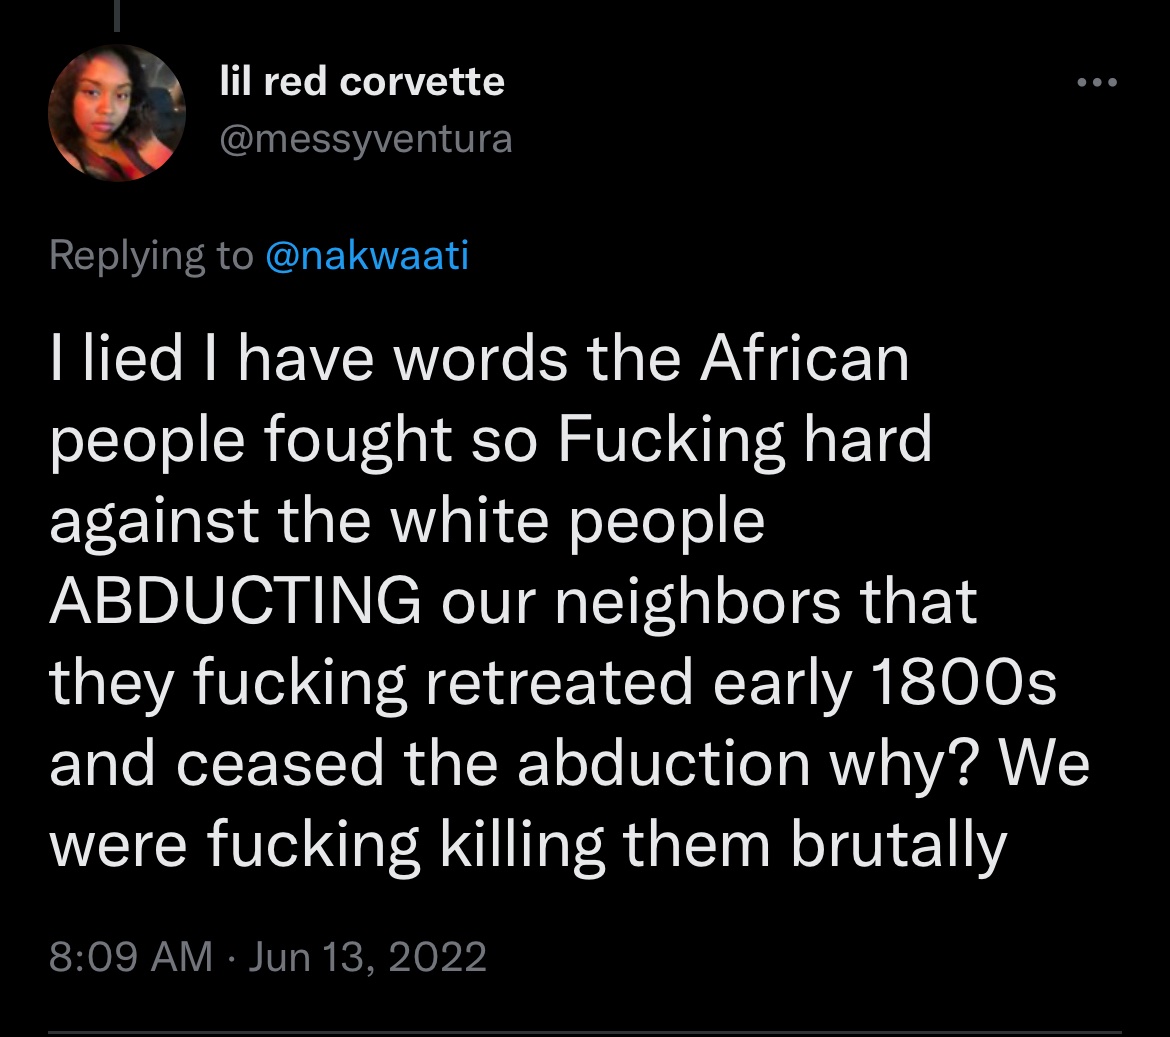 lil red corvette
@messyventura
Replying to @nakwaati
I lied I have words the African
people fought so Fucking hard
against the white people
ABDUCTING our neighbors that
they fucking retreated early 1800s
and ceased the abduction why? We
were fucking killing them brutally
8:09 AM · Jun 13, 2022